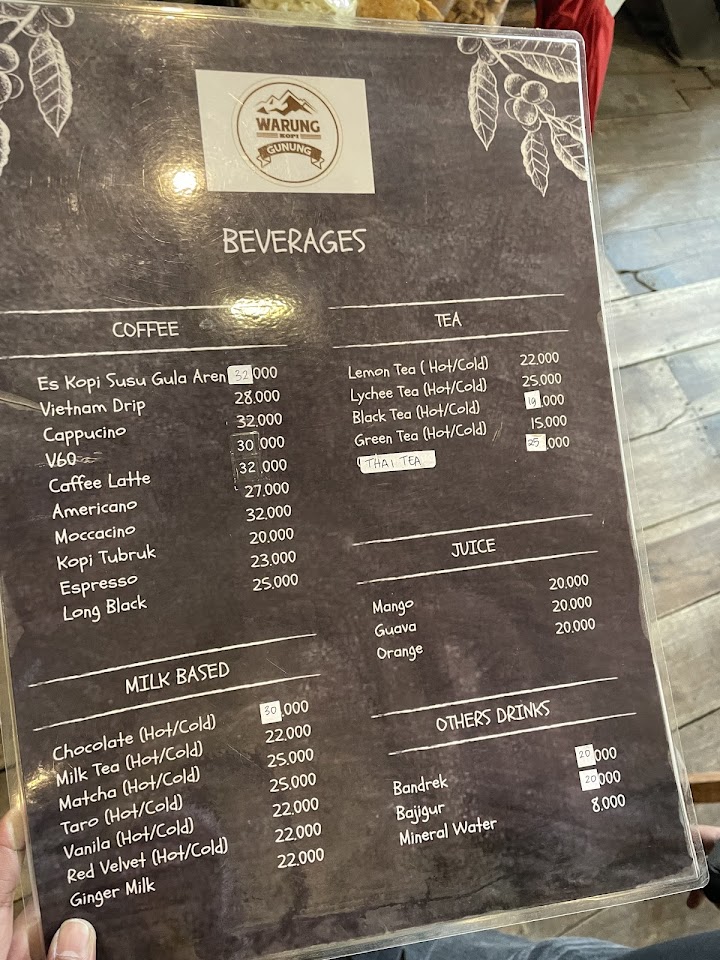 WARUNG
KOPI
GUNUNG
BEVERAGES
COFFEE
Es Kopi Susu Gula Aren 32.000
Vietnam Drip 28.000
Cappucino 32.000
V60 30.000
Caffee Latte 32.000
Americano 27.000
Moccacino 32.000
Kopi Tubruk 20.000
Espresso 23.000
Long Black 25.000
MILK BASED
Chocolate (Hot/Cold) 30.000
Milk Tea (Hot/Cold) 22.000
Matcha (Hot/Cold) 25.000
Taro (Hot/Cold) 25.000
Vanila (Hot/Cold) 22.000
Red Velvet (Hot/Cold) 22.000
Ginger Milk 22.000
TEA
Lemon Tea ( Hot/Cold) 22.000
Lychee Tea (Hot/Cold) 25.000
Black Tea (Hot/Cold) 19.000
Green Tea (Hot/Cold) 15.000
THAI TEA 25.000
JUICE
Mango 20.000
Guava 20.000
Orange 20.000
OTHERS DRINKS
Bandrek 20.000
Bajigur 20.000
Mineral Water 8.000